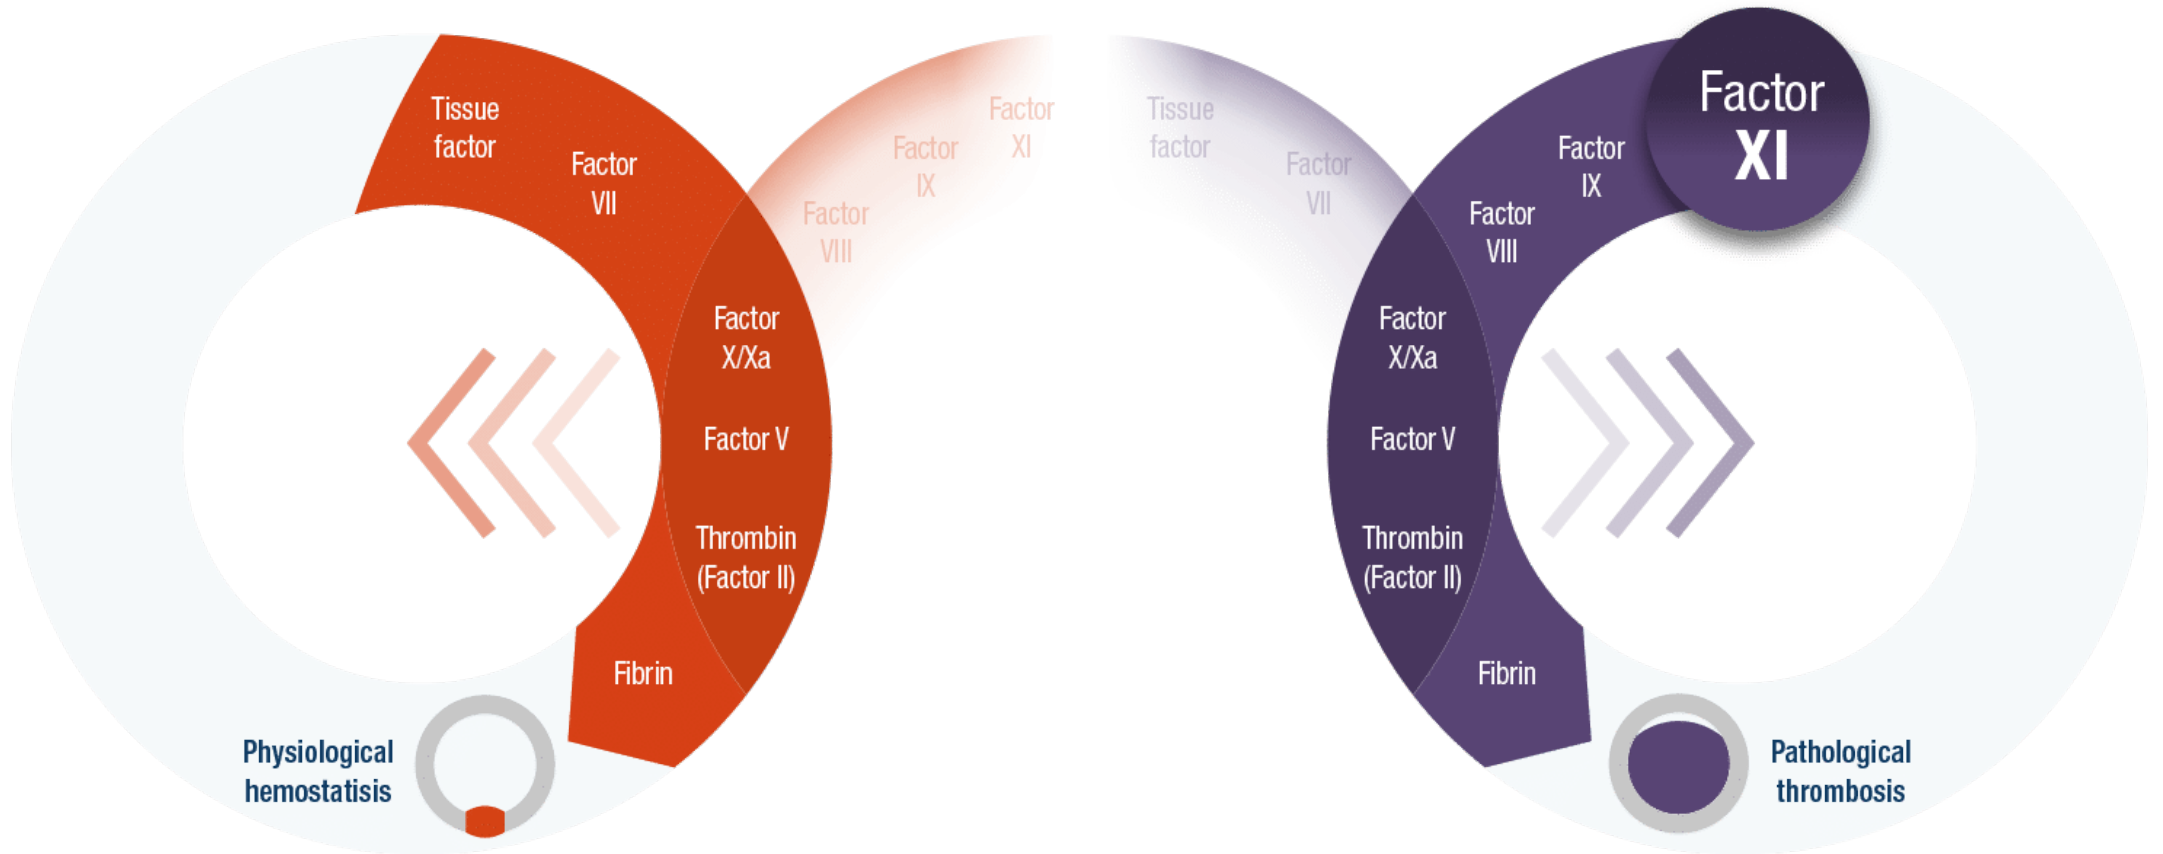 Tissue
factor
Factor
VII
Factor
X/Xa
Factor V
Thrombin
(Factor II)
Fibrin
Physiological
hemostatisis
Factor
VIII
Factor
IX
Factor
XI
Tissue
factor
Factor
VII
Factor
XI
Factor
IX
Factor
VIII
Factor
X/Xa
Factor V
Thrombin
(Factor II)
Fibrin
Pathological
thrombosis